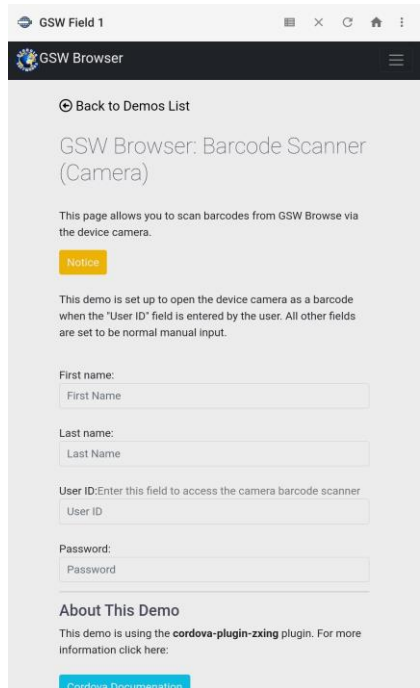 GSW Field 1
GSW Browser
Back to Demos List
GSW Browser: Barcode Scanner
(Camera)
This page allows you to scan barcodes from GSW Browse via
the device camera.
Notice
This demo is set up to open the device camera as a barcode
when the "User ID" field is entered by the user. All other fields
are set to be normal manual input.
First name:
First Name
Last name:
Last Name
User ID:Enter this field to access the camera barcode scanner
User ID
Password:
Password
About This Demo
This demo is using the cordova-plugin-zxing plugin. For more
information click here:
Cordova Documenation